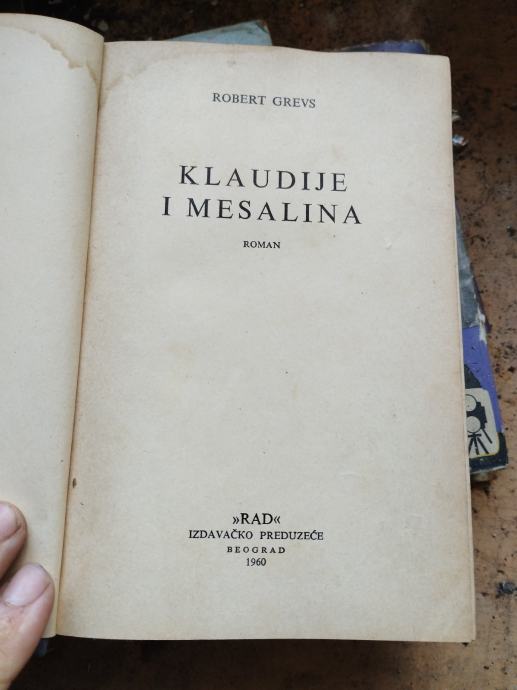 ROBERT GREVS
KLAUDIJE
I MESALINA
ROMAN
»RAD«
IZDAVAČKO PREDUZEĆE
BEOGRAD
1960